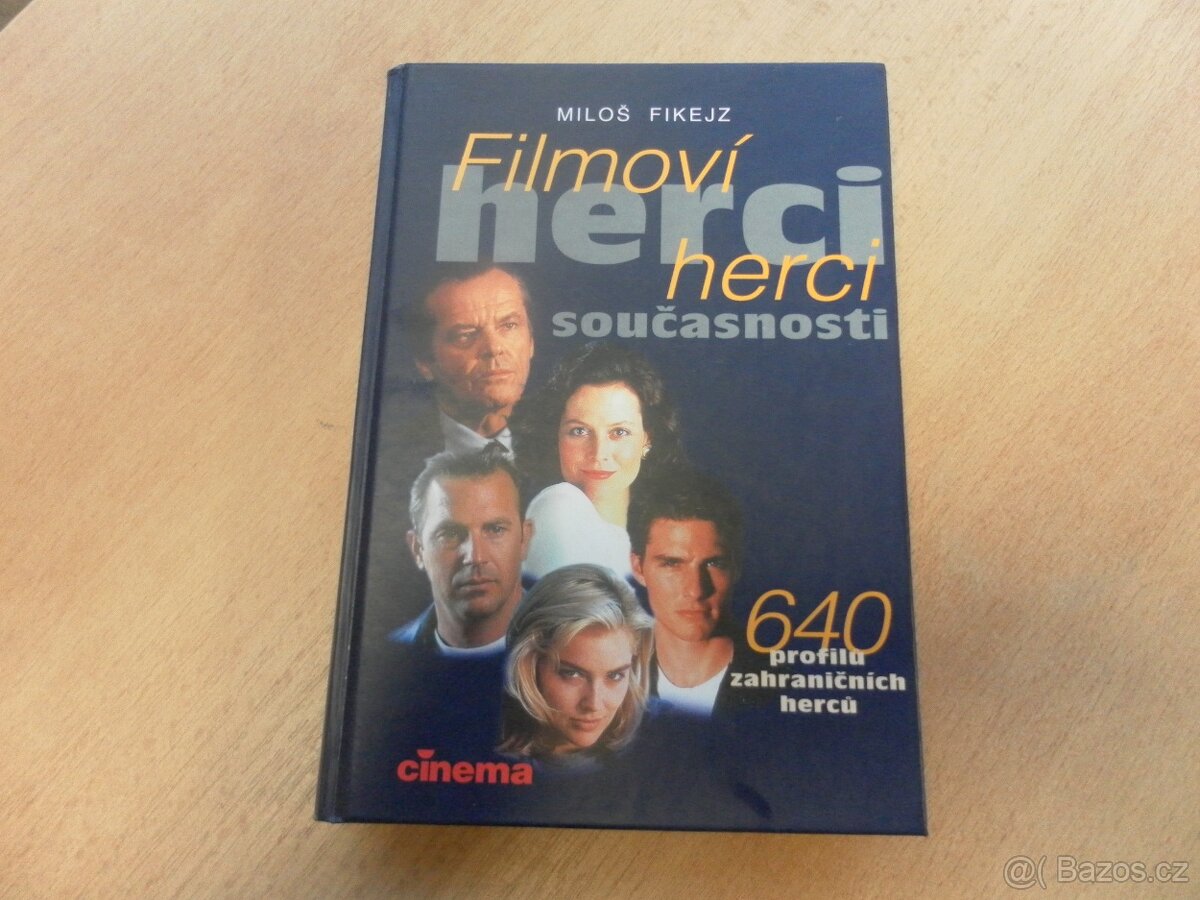 MILOŠ FIKEJZ
Filmoví
herci
herci
současnosti
640
profilů
zahraničních
herců
cinema
@( Bazos.cz